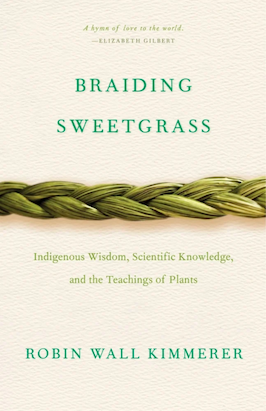 A hymn of love to the world.
—ELIZABETH GILBERT
BRAIDING
SWEETGRASS
Indigenous Wisdom, Scientific Knowledge,
and the Teachings of Plants
ROBIN WALL KIMMERER